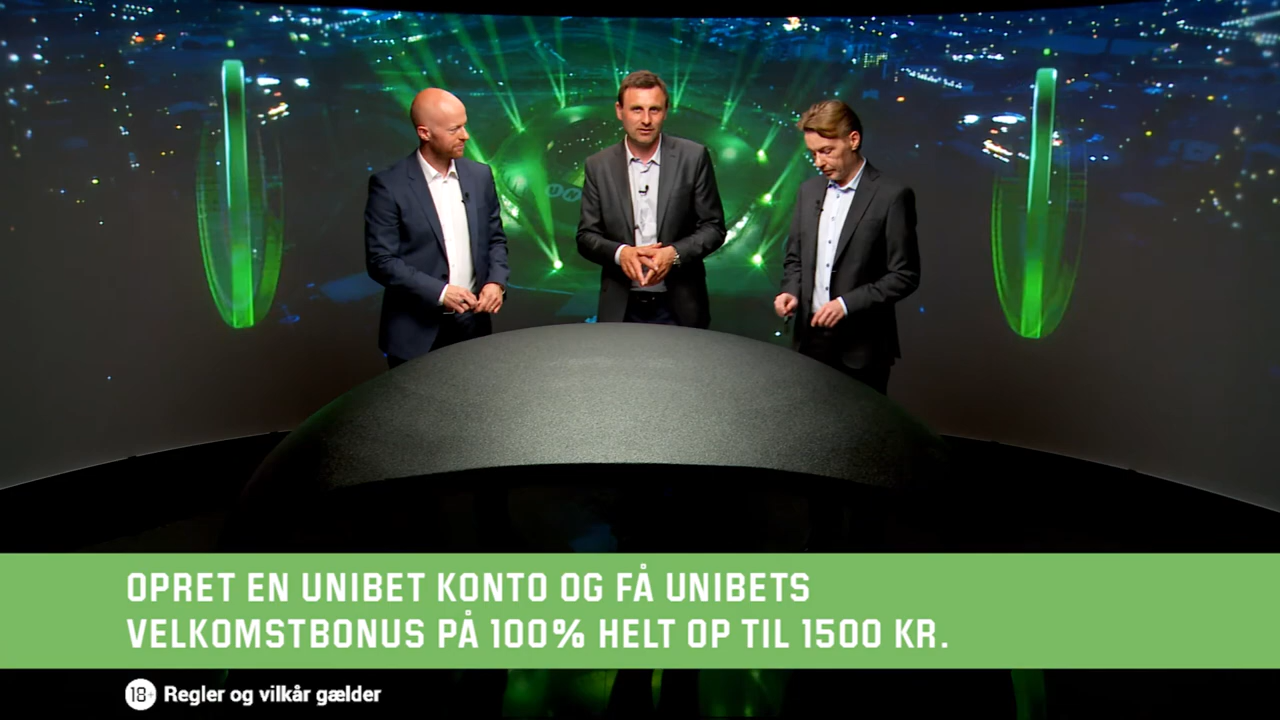 OPRET EN UNIBET KONTO OG FÅ UNIBETS
VELKOMSTBONUS PÅ 100% HELT OP TIL 1500 KR.
18+ Regler og vilkår gælder